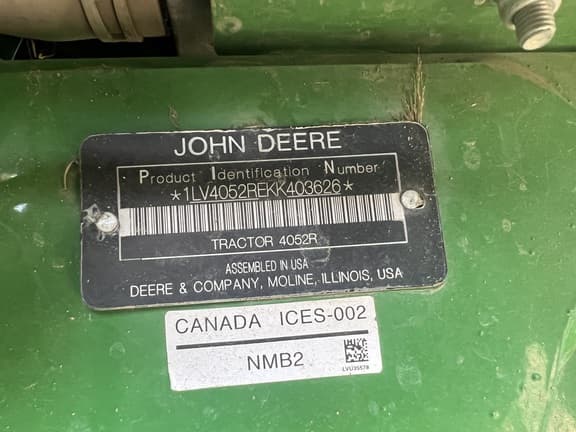 JOHN DEERE
Product Identification Number
*1LV4052REKK403626*
TRACTOR 4052R
ASSEMBLED IN USA
DEERE & COMPANY, MOLINE, ILLINOIS, USA
CANADA ICES-002
NMB2
LVU35578